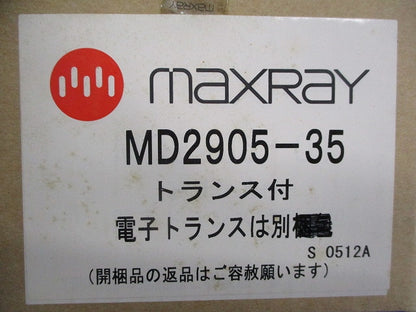 maxray
MD2905-35
トランス付
電子トランスは別
S 0512A
(開梱品の返品はご容赦願います)